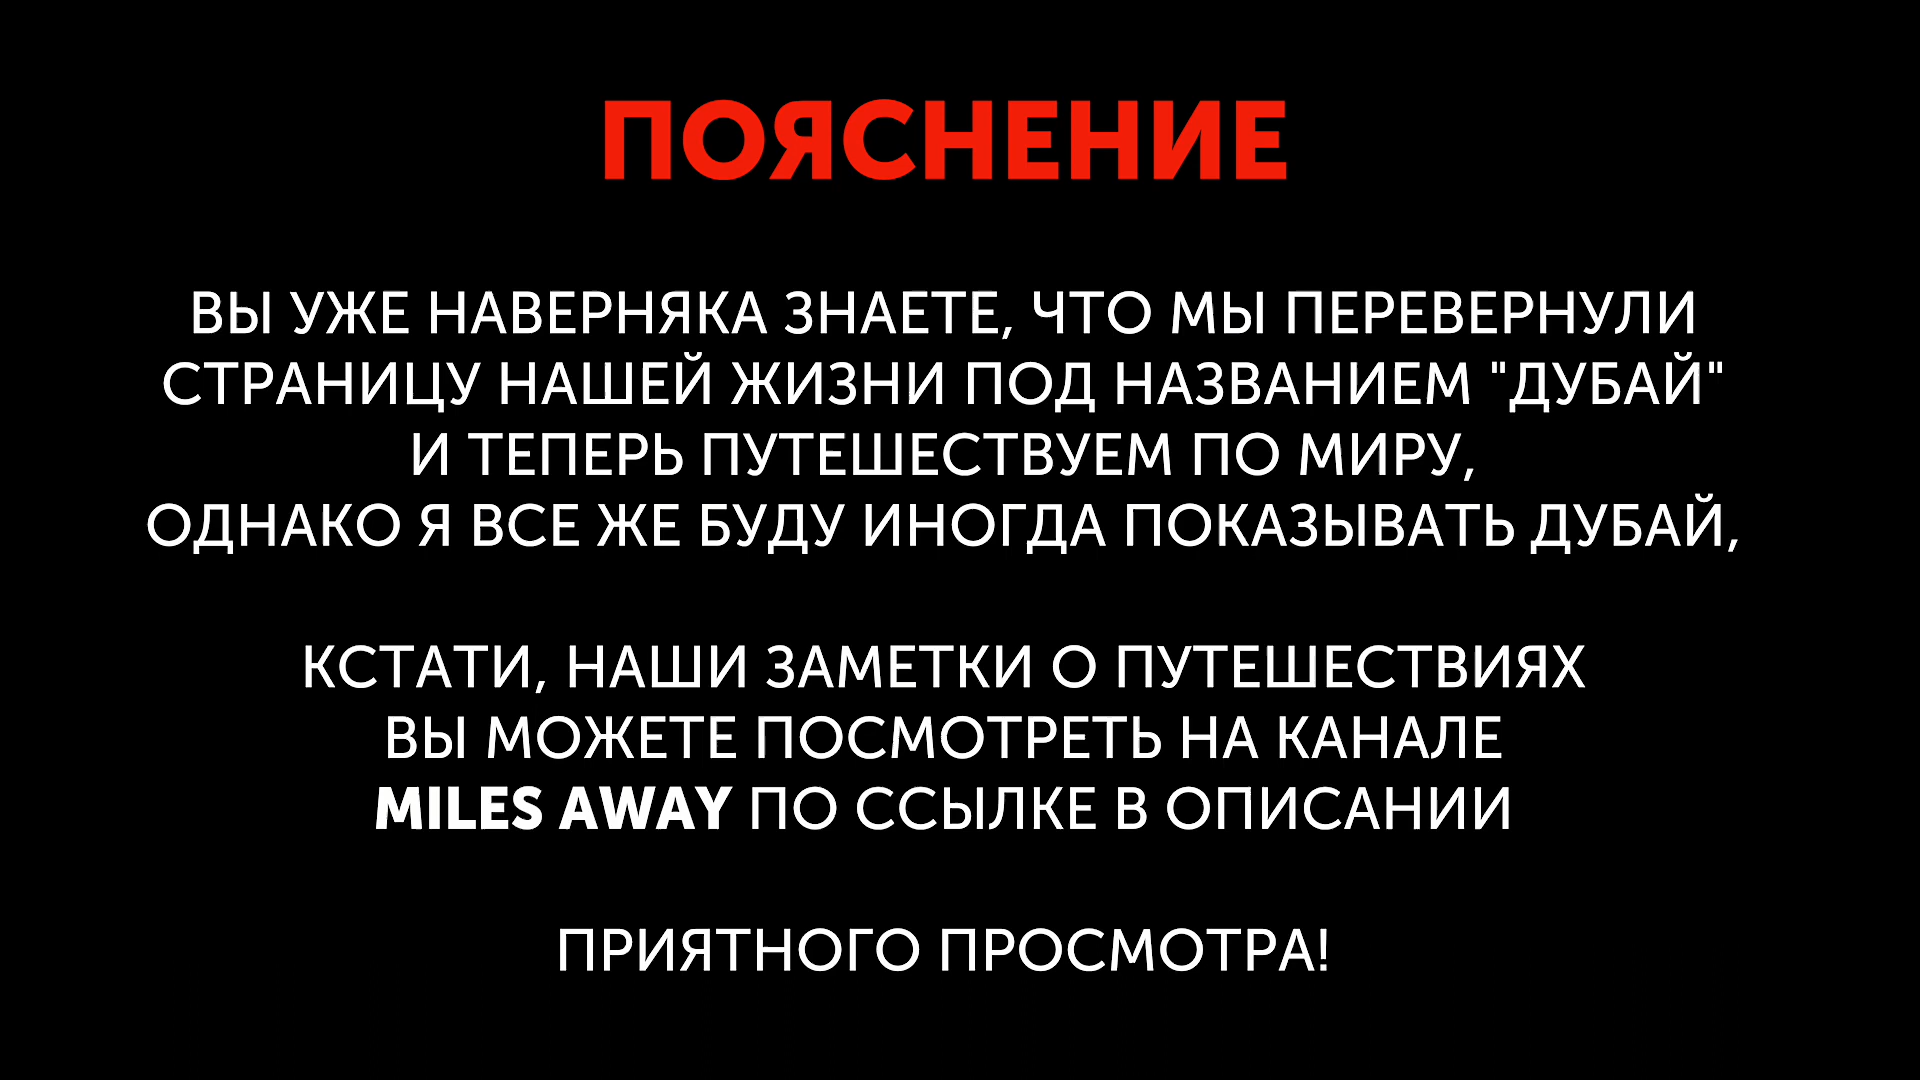 ПОЯСНЕНИЕ
ВЫ УЖЕ НАВЕРНЯКА ЗНАЕТЕ, ЧТО МЫ ПЕРЕВЕРНУЛИ
СТРАНИЦУ НАШЕЙ ЖИЗНИ ПОД НАЗВАНИЕМ "ДУБАЙ"
И ТЕПЕРЬ ПУТЕШЕСТВУЕМ ПО МИРУ,
ОДНАКО Я ВСЕ ЖЕ БУДУ ИНОГДА ПОКАЗЫВАТЬ ДУБАЙ,
КСТАТИ, НАШИ ЗАМЕТКИ О ПУТЕШЕСТВИЯХ
ВЫ МОЖЕТЕ ПОСМОТРЕТЬ НА КАНАЛЕ
MILES AWAY ПО ССЫЛКЕ В ОПИСАНИИ
ПРИЯТНОГО ПРОСМОТРА!